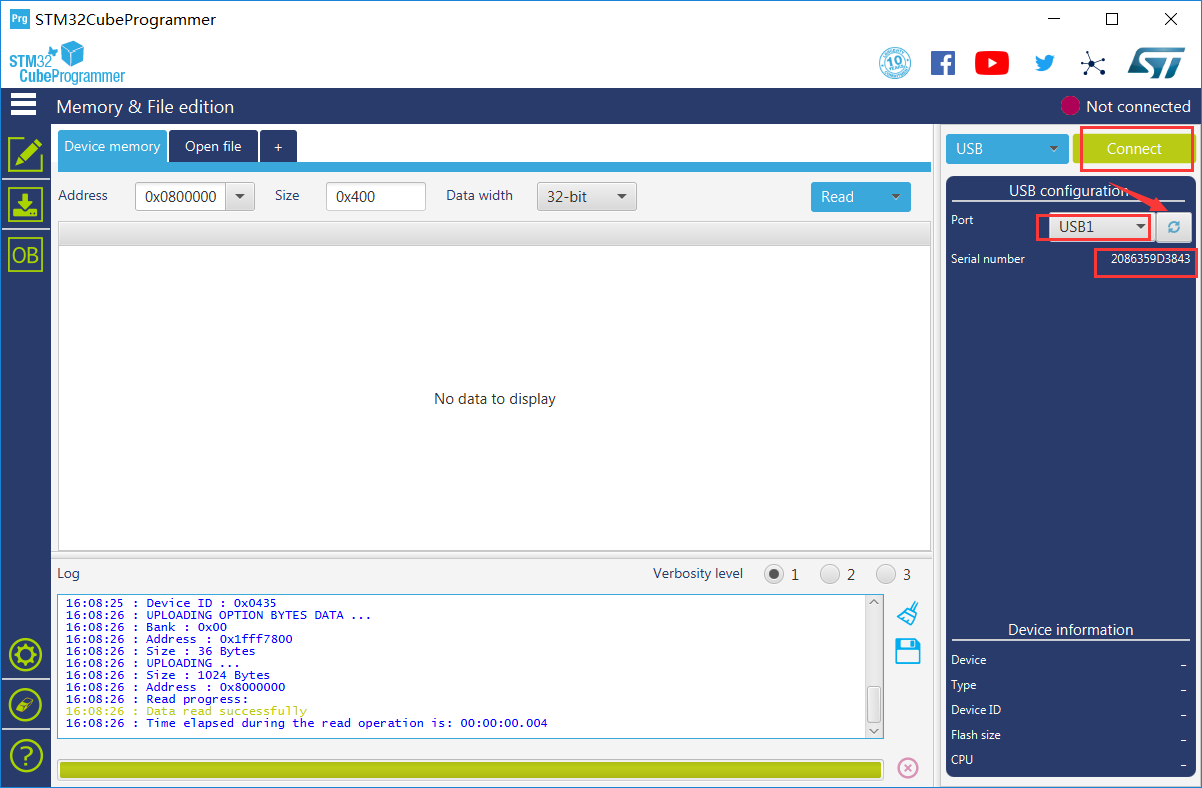 Prg STM32CubeProgrammer
STM32
CubeProgrammer
10
Memory & File edition
Not connected
Device memory
Open file
+
USB
Connect
Address
0x0800000
Size
0x400
Data width
32-bit
Read
USB configuration
Port
USB1
Serial number
2086359D3843
OB
No data to display
Log
Verbosity level
1
2
3
16:08:25 : Device ID : 0x0435
16:08:26 : UPLOADING OPTION BYTES DATA ...
16:08:26 : Bank : 0x00
16:08:26 : Address : 0x1fff7800
16:08:26 : Size : 36 Bytes
16:08:26 : UPLOADING ...
16:08:26 : Size : 1024 Bytes
16:08:26 : Address : 0x8000000
16:08:26 : Read progress:
16:08:26 : Data read successfully
16:08:26 : Time elapsed during the read operation is: 00:00:00.004
Device information
Device -
Type -
Device ID -
Flash size -
CPU -
?